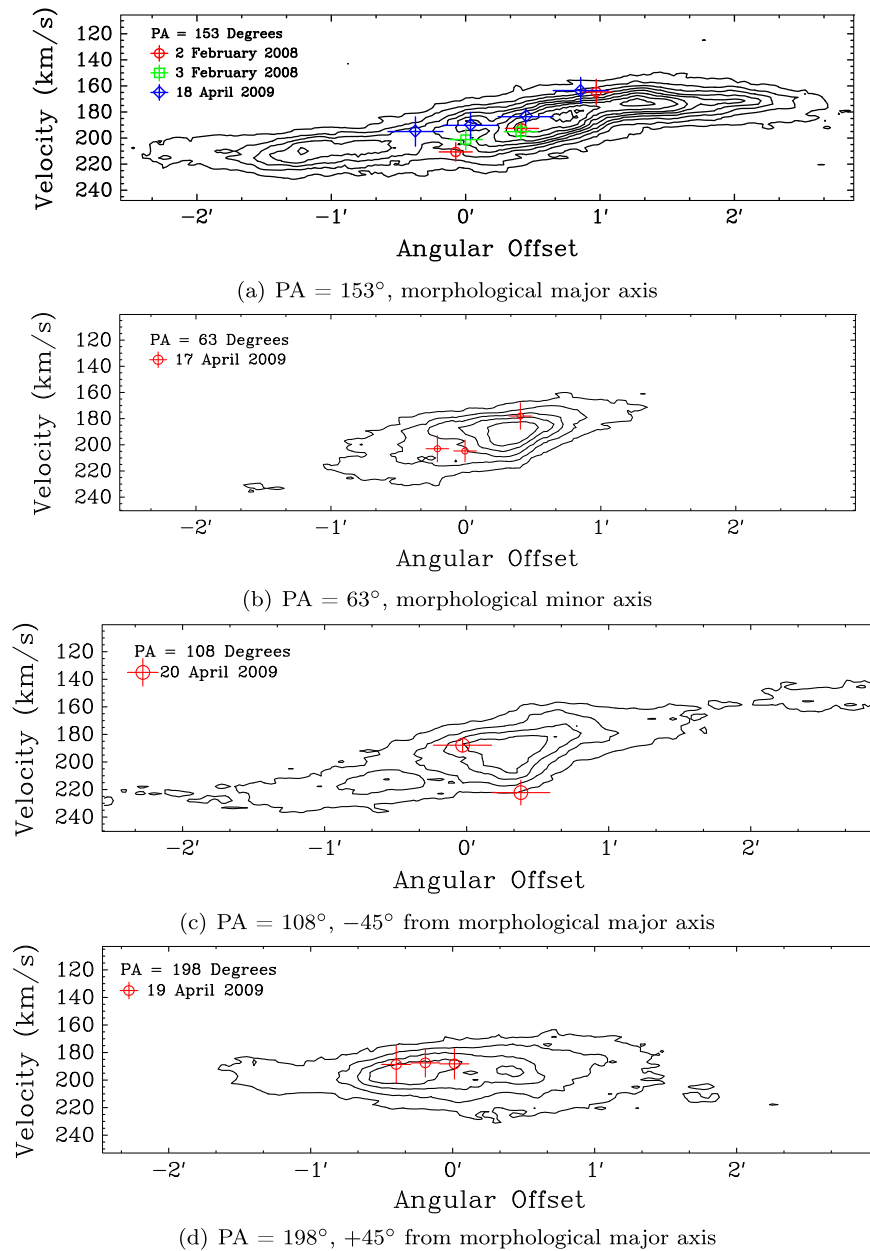 PA = 153 Degrees
2 February 2008
3 February 2008
18 April 2009
Velocity (km/s)
120
140
160
180
200
220
240
−2′ −1′ 0′ 1′ 2′
Angular Offset
(a) PA = 153°, morphological major axis
PA = 63 Degrees
17 April 2009
Velocity (km/s)
120
140
160
180
200
220
240
−2′ −1′ 0′ 1′ 2′
Angular Offset
(b) PA = 63°, morphological minor axis
PA = 108 Degrees
20 April 2009
Velocity (km/s)
120
140
160
180
200
220
240
−2′ −1′ 0′ 1′ 2′
Angular Offset
(c) PA = 108°, −45° from morphological major axis
PA = 198 Degrees
19 April 2009
Velocity (km/s)
120
140
160
180
200
220
240
−2′ −1′ 0′ 1′ 2′
Angular Offset
(d) PA = 198°, +45° from morphological major axis